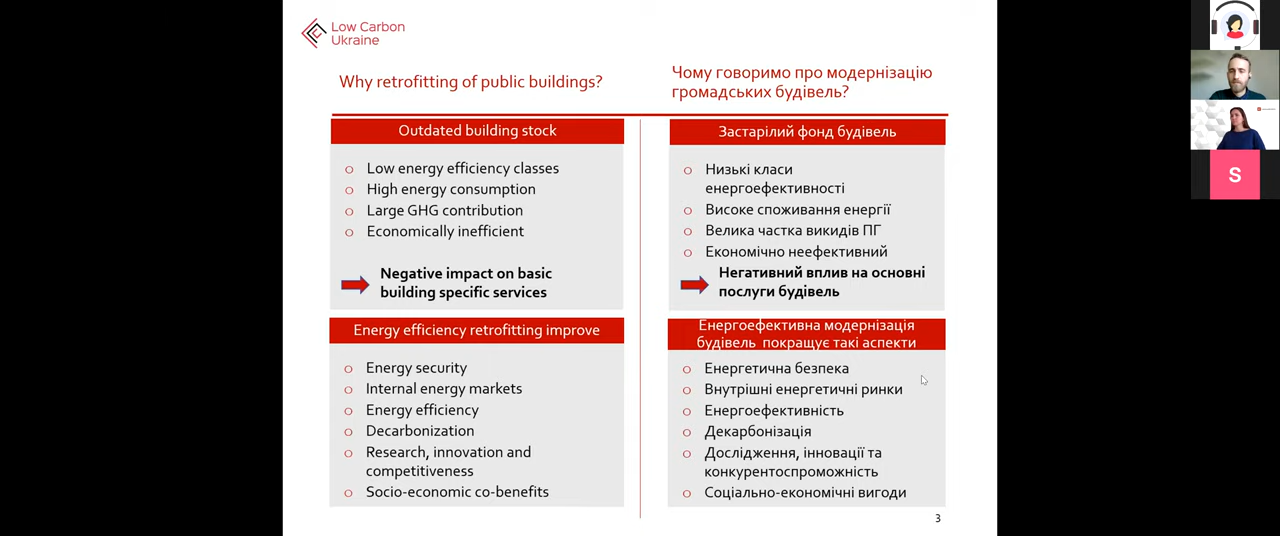 Low Carbon
Ukraine
Why retrofitting of public buildings?
Outdated building stock
o Low energy efficiency classes
o High energy consumption
o Large GHG contribution
o Economically inefficient
Negative impact on basic
building specific services
Energy efficiency retrofitting improve
o Energy security
o Internal energy markets
o Energy efficiency
o Decarbonization
o Research, innovation and
competitiveness
o Socio-economic co-benefits
Чому говоримо про модернізацію
громадських будівель?
Застарілий фонд будівель
o Низькі класи
енергоефективності
o Високе споживання енергії
o Велика частка викидів ПГ
o Економічно неефективний
Негативний вплив на основні
послуги будівель
Енергоефективна модернізація
будівель покращує такі аспекти
o Енергетична безпека
o Внутрішні енергетичні ринки
o Енергоефективність
o Декарбонізація
o Дослідження, інновації та
конкурентоспроможність
o Соціально-економічні вигоди
3
S